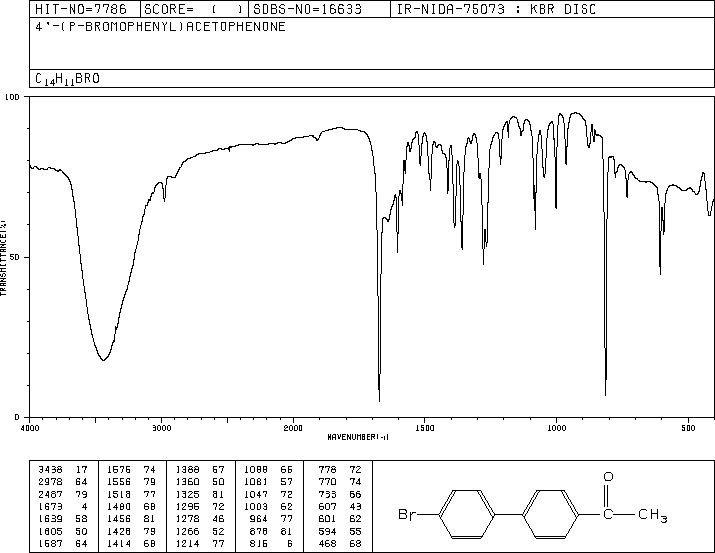 HIT-NO=7786 SCORE= ( ) SDBS-NO=16633 IR-NIDA-75073 : KBR DISC
4'-(P-BROMOPHENYL)ACETOPHENONE
C14H11BRO
100
50
0
TRANSMITTANCE(%)
4000 3000 2000 1500 1000 500
WAVENUMBER(-1)
3438 17 1576 74 1388 57 1088 66 778 72
2978 64 1556 79 1360 50 1081 57 770 74
2487 79 1518 77 1325 81 1047 72 733 66
1673 4 1480 68 1296 72 1003 62 607 43
1639 58 1456 81 1278 46 964 77 601 62
1605 50 1428 79 1266 52 878 81 594 55
1587 64 1414 68 1214 77 816 6 468 68
O
Br C CH3